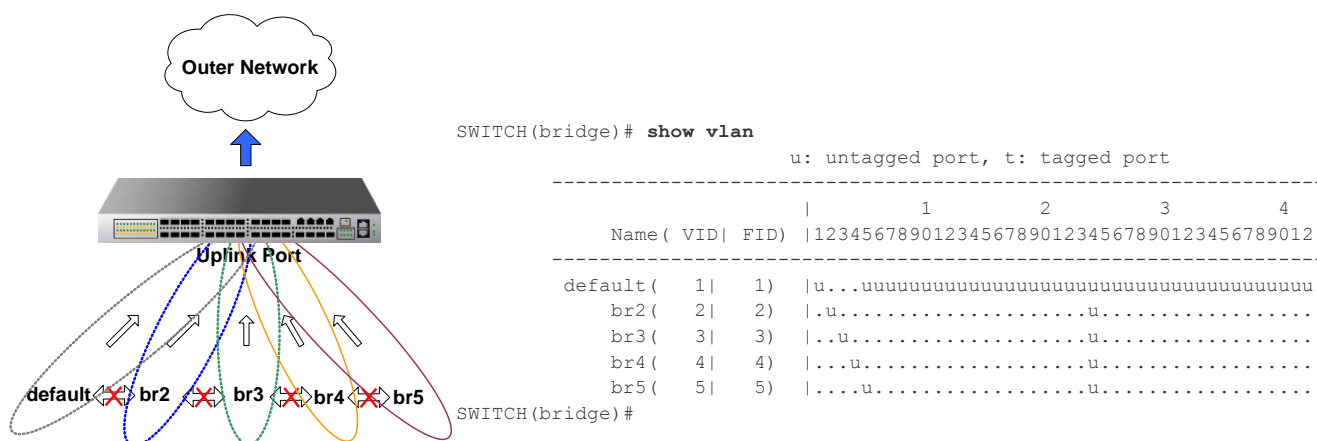 Outer Network
Uplink Port
default br2 br3 br4 br5
SWITCH(bridge)# show vlan
u: untagged port, t: tagged port
------------------------------------------------------------------
| 1 2 3 4
Name( VID| FID) |123456789012345678901234567890123456789012
------------------------------------------------------------------
default( 1| 1) |u...uuuuuuuuuuuuuuuuuuuuuuuuuuuuuuuuuuuuuu
br2( 2| 2) |.u.....................u..................
br3( 3| 3) |..u....................u..................
br4( 4| 4) |...u...................u..................
br5( 5| 5) |....u..................u..................
SWITCH(bridge)#